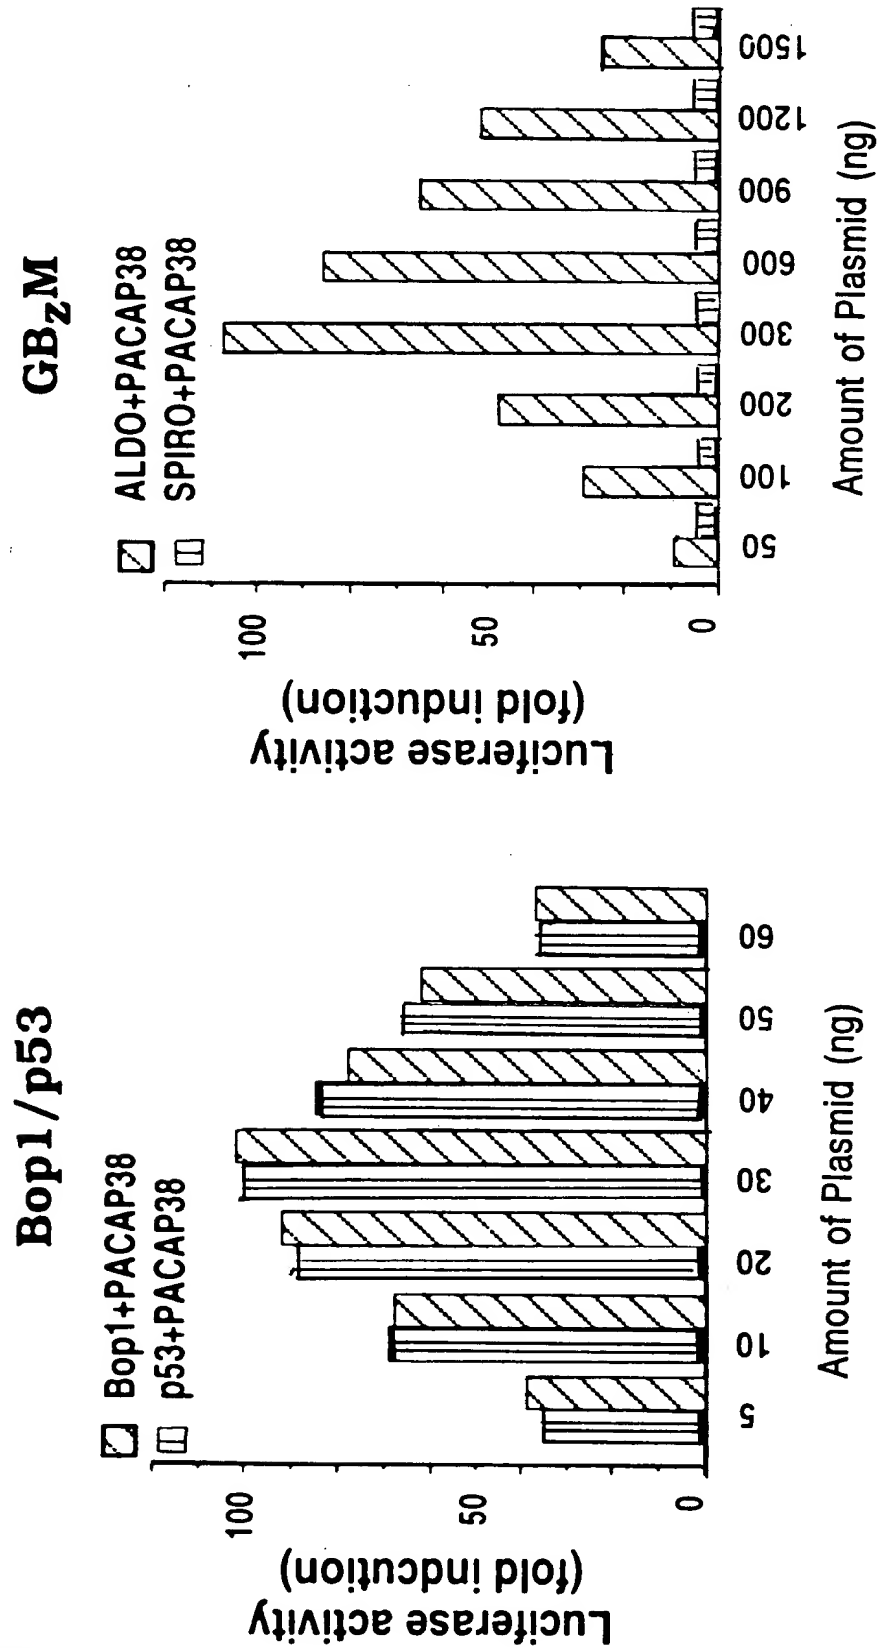 Bop1/p53
Bop1+PACAP38
p53+PACAP38
Luciferase activity
(fold indcution)
100
50
0
5
10
20
30
40
50
60
Amount of Plasmid (ng)
GBzM
ALDO+PACAP38
SPIRO+PACAP38
Luciferase activity
(fold induction)
100
50
0
50
100
200
300
600
900
1200
1500
Amount of Plasmid (ng)